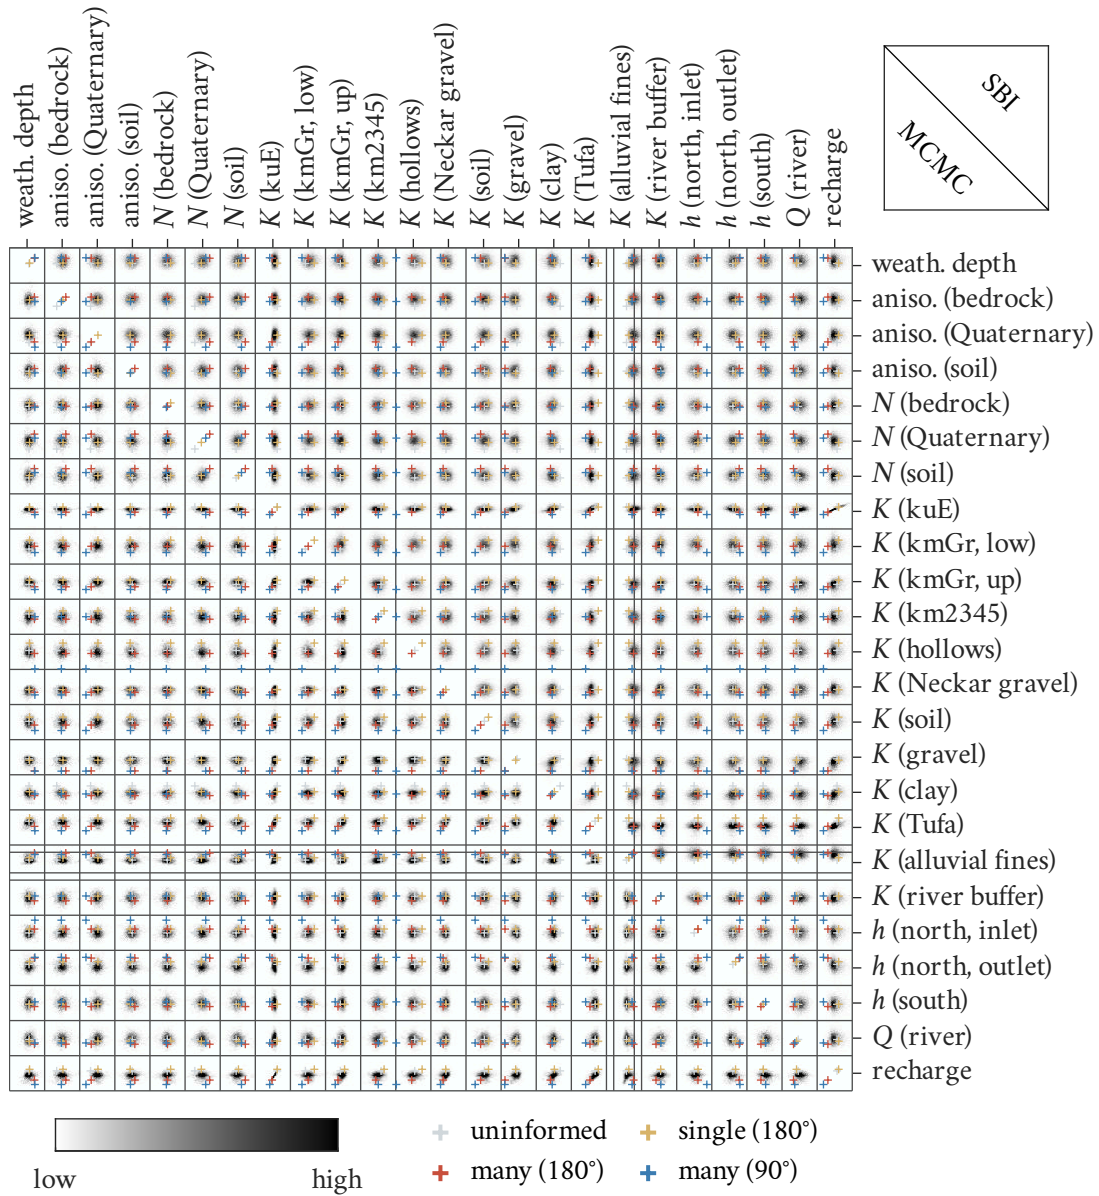 weath. depth
aniso. (bedrock)
aniso. (Quaternary)
aniso. (soil)
N (bedrock)
N (Quaternary)
N (soil)
K (kuE)
K (kmGr, low)
K (kmGr, up)
K (km2345)
K (hollows)
K (Neckar gravel)
K (soil)
K (gravel)
K (clay)
K (Tufa)
K (alluvial fines)
K (river buffer)
h (north, inlet)
h (north, outlet)
h (south)
Q (river)
recharge
SBI
MCMC
weath. depth
aniso. (bedrock)
aniso. (Quaternary)
aniso. (soil)
N (bedrock)
N (Quaternary)
N (soil)
K (kuE)
K (kmGr, low)
K (kmGr, up)
K (km2345)
K (hollows)
K (Neckar gravel)
K (soil)
K (gravel)
K (clay)
K (Tufa)
K (alluvial fines)
K (river buffer)
h (north, inlet)
h (north, outlet)
h (south)
Q (river)
recharge
low high
uninformed single (180°)
many (180°) many (90°)